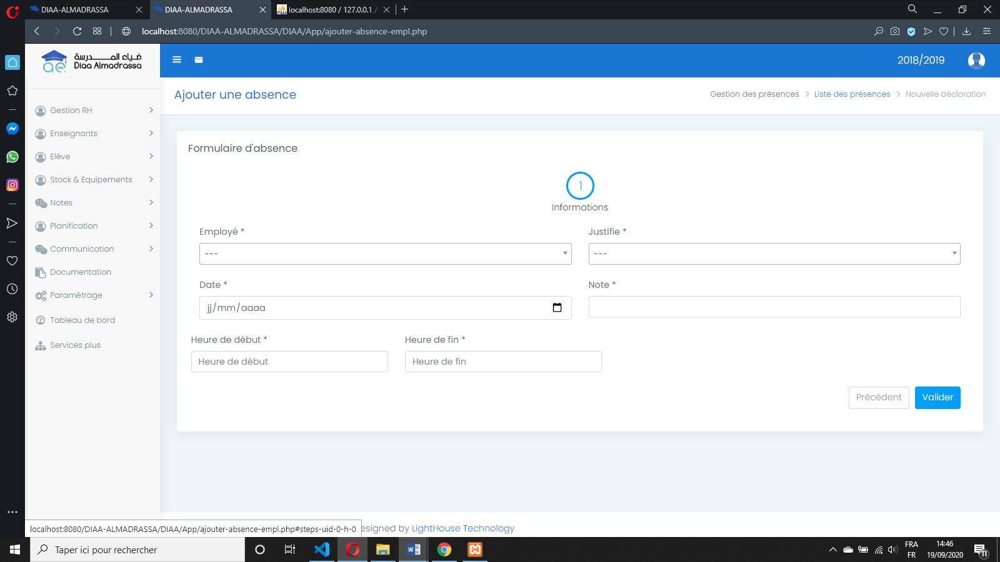 DIAA-ALMADRASSA
DIAA-ALMADRASSA
localhost:8080 / 127.0.0.1 /
localhost:8080/DIAA-ALMADRASSA/DIAA/App/ajouter-absence-empl.php
ضياء المدرسة
Diaa Almadrassa
2018/2019
Ajouter une absence
Gestion des présences > Liste des présences > Nouvelle déclaration
Gestion RH
Enseignants
Elève
Stock & Equipements
Notes
Planification
Communication
Documentation
Paramétrage
Tableau de bord
Services plus
Formulaire d'absence
1
Informations
Employé *
Justifie *
---
---
Date *
Note *
jj/mm/aaaa
Heure de début *
Heure de fin *
Heure de début
Heure de fin
Précédent
Valider
localhost:8080/DIAA-ALMADRASSA/DIAA/App/ajouter-absence-empl.php#steps-uid-0-h-0
esigned by LightHouse Technology
Taper ici pour rechercher
FRA
FR
14:46
19/09/2020
11